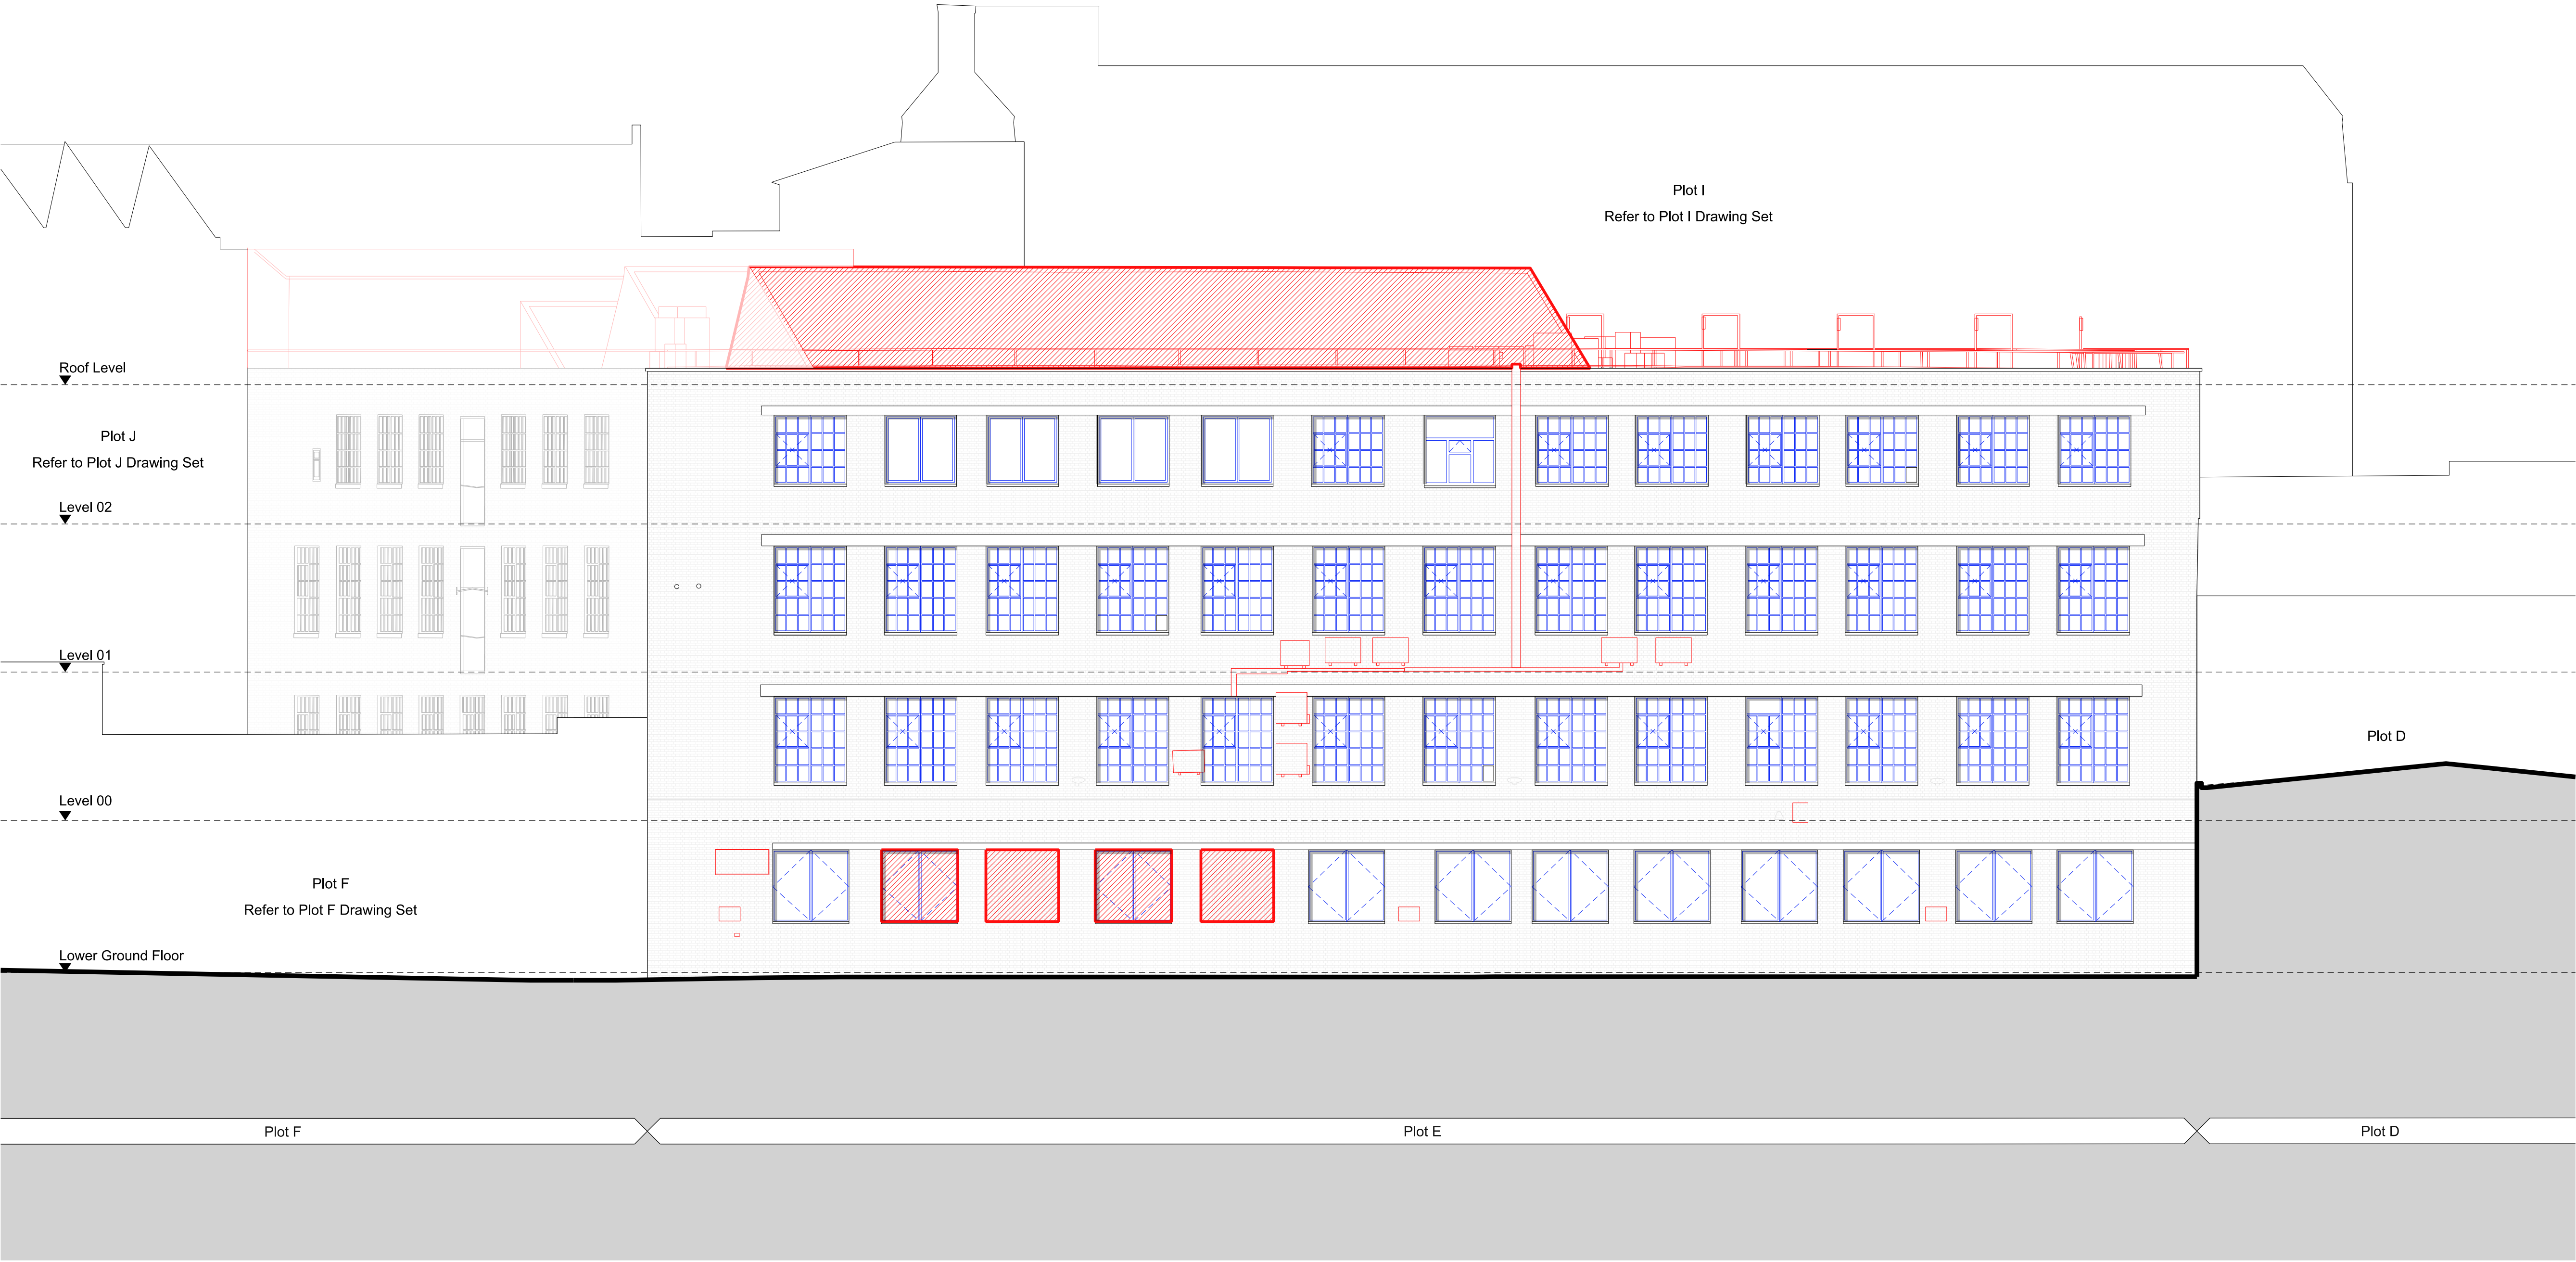 Plot I
Refer to Plot I Drawing Set
Roof Level
Plot J
Refer to Plot J Drawing Set
Level 02
Level 01
Plot D
Level 00
Plot F
Refer to Plot F Drawing Set
Lower Ground Floor
Plot F
Plot E
Plot D